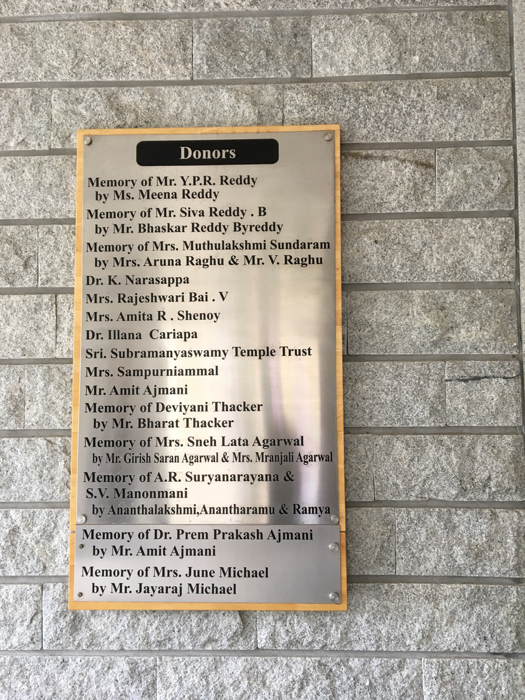 Donors
Memory of Mr. Y.P.R. Reddy
by Ms. Meena Reddy
Memory of Mr. Siva Reddy . B
by Mr. Bhaskar Reddy Byreddy
Memory of Mrs. Muthulakshmi Sundaram
by Mrs. Aruna Raghu & Mr. V. Raghu
Dr. K. Narasappa
Mrs. Rajeshwari Bai . V
Mrs. Amita R . Shenoy
Dr. Illana Cariapa
Sri. Subramanyaswamy Temple Trust
Mrs. Sampurniammal
Mr. Amit Ajmani
Memory of Deviyani Thacker
by Mr. Bharat Thacker
Memory of Mrs. Sneh Lata Agarwal
by Mr. Girish Saran Agarwal & Mrs. Mranjali Agarwal
Memory of A.R. Suryanarayana &
S.V. Manonmani
by Ananthalakshmi,Anantharamu & Ramya
Memory of Dr. Prem Prakash Ajmani
by Mr. Amit Ajmani
Memory of Mrs. June Michael
by Mr. Jayaraj Michael